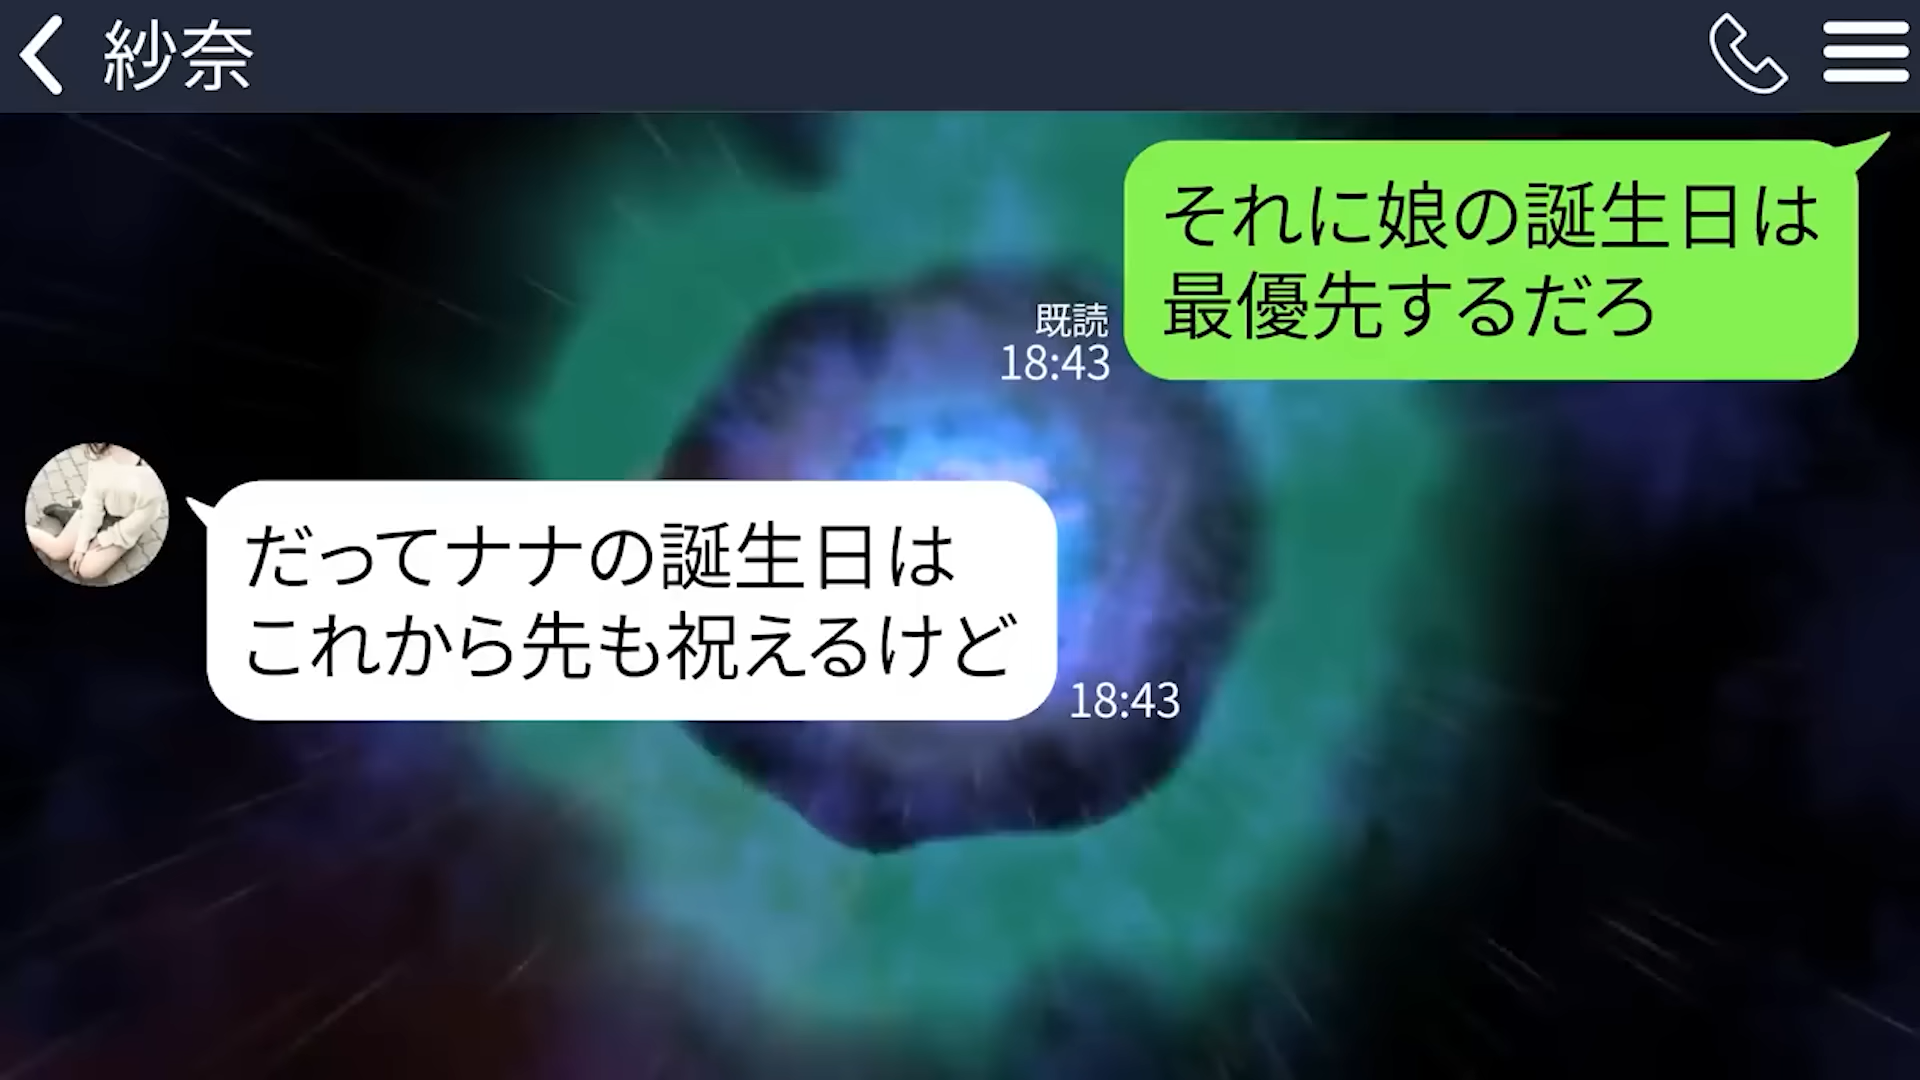 紗奈
それに娘の誕生日は
最優先するだろ
既読
18:43
だってナナの誕生日は
これから先も祝えるけど
18:43